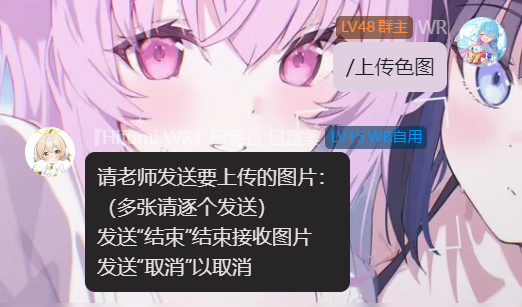 LV48 群主 WR
/上传色图
LV15 WR自用
请老师发送要上传的图片：
（多张请逐个发送）
发送“结束”结束接收图片
发送“取消”以取消